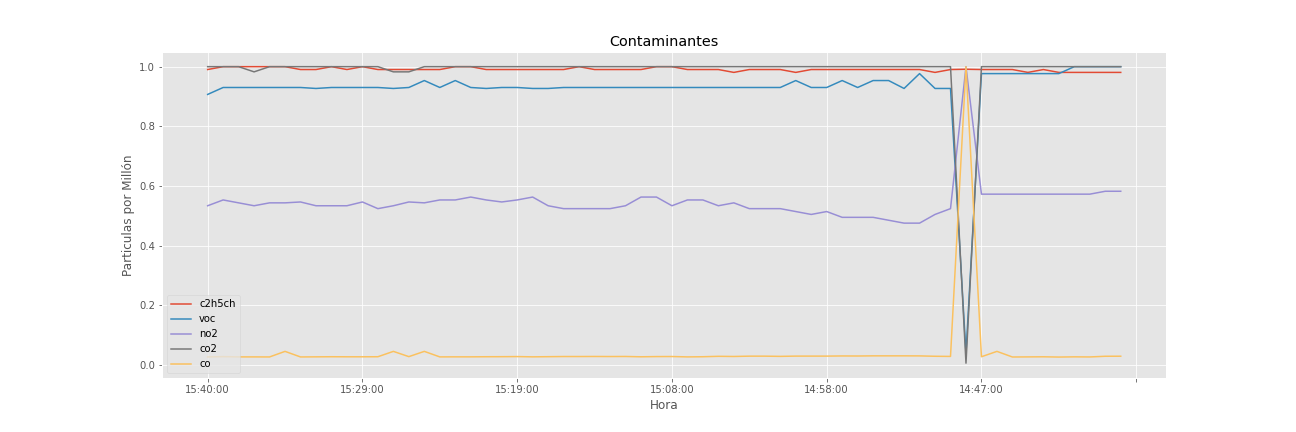 Contaminantes
Particulas por Millón
1.0
0.8
0.6
0.4
0.2
0.0
c2h5ch
voc
no2
co2
co
15:40:00 15:29:00 15:19:00 15:08:00 14:58:00 14:47:00
Hora